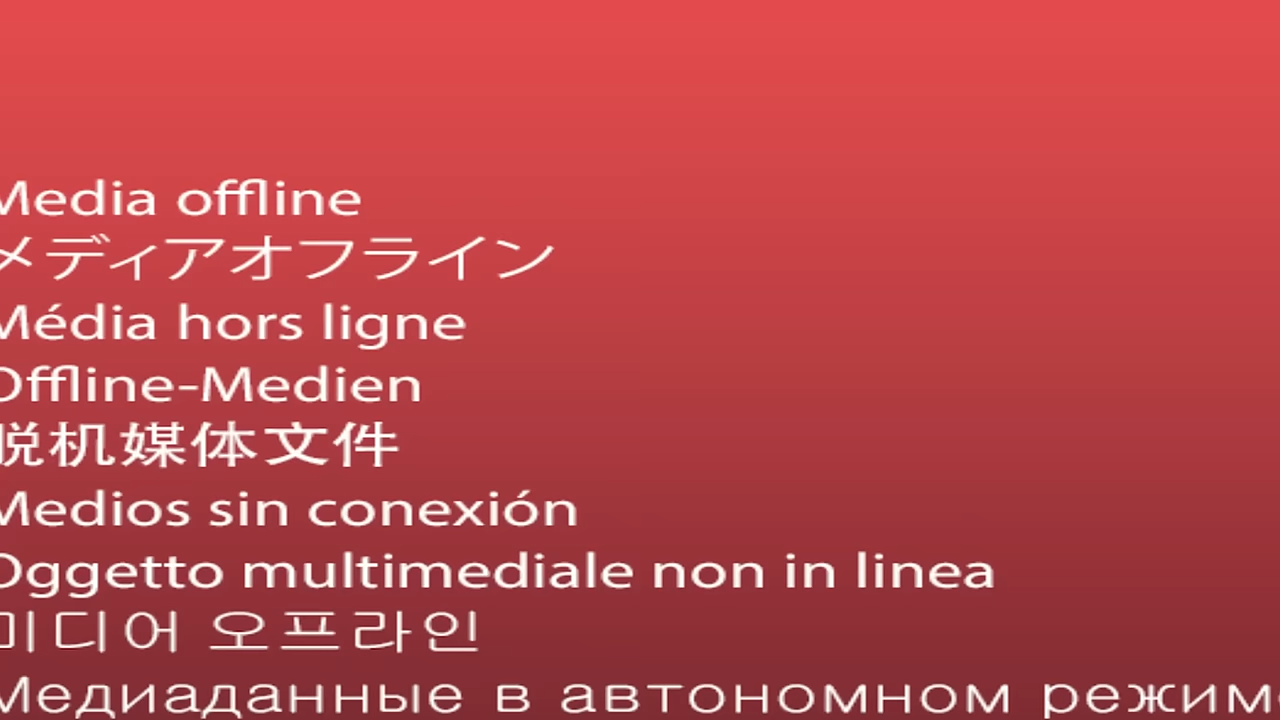 Media offline
メディアオフライン
Média hors ligne
Offline-Medien
脱机媒体文件
Medios sin conexión
Oggetto multimediale non in linea
미디어 오프라인
Медиаданные в автономном режиме